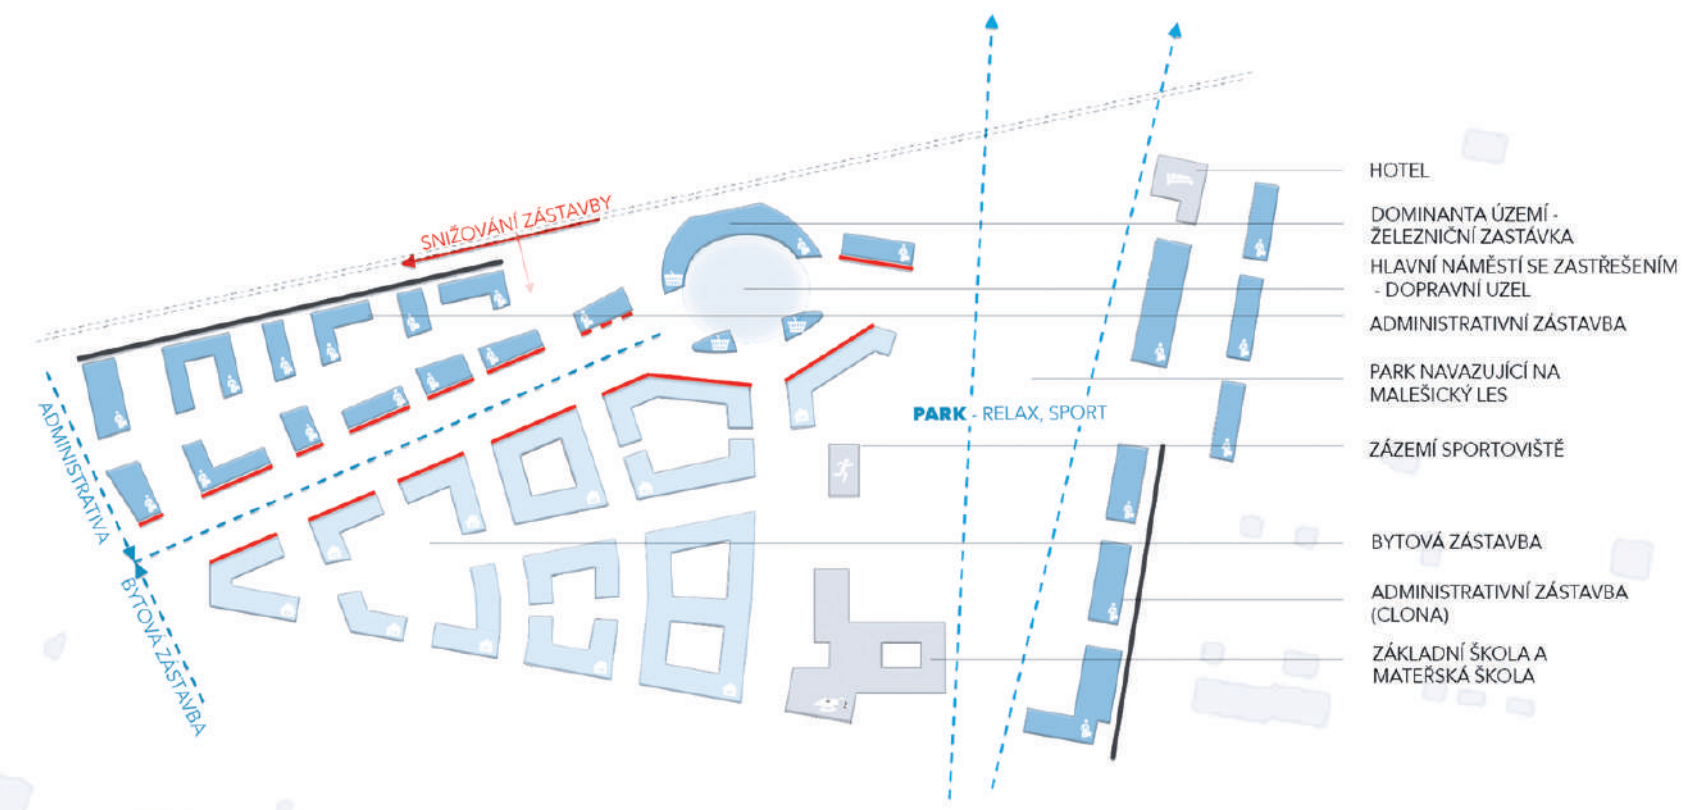 SNIŽOVÁNÍ ZÁSTAVBY
ADMINISTRATIVA
BYTOVÁ ZÁSTAVBA
PARK - RELAX, SPORT
HOTEL
DOMINANTA ÚZEMÍ -
ŽELEZNIČNÍ ZASTÁVKA
HLAVNÍ NÁMĚSTÍ SE ZASTŘEŠENÍM
- DOPRAVNÍ UZEL
ADMINISTRATIVNÍ ZÁSTAVBA
PARK NAVAZUJÍCÍ NA
MALEŠICKÝ LES
ZÁZEMÍ SPORTOVIŠTĚ
BYTOVÁ ZÁSTAVBA
ADMINISTRATIVNÍ ZÁSTAVBA
(CLONA)
ZÁKLADNÍ ŠKOLA A
MATEŘSKÁ ŠKOLA